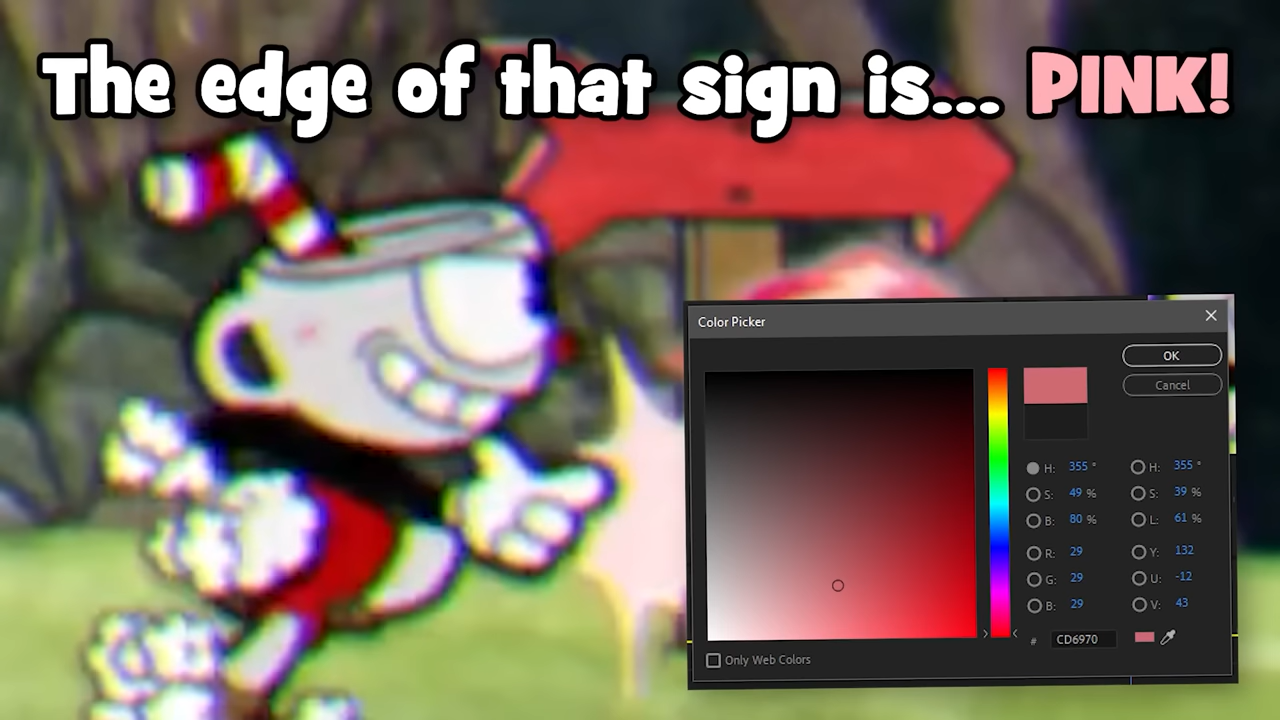 The edge of that sign is... PINK!
Color Picker
OK
Cancel
H: 355 ° H: 355 °
S: 49 % S: 39 %
B: 80 % L: 61 %
R: 29 Y: 132
G: 29 U: -12
B: 29 V: 43
# CD6970
Only Web Colors